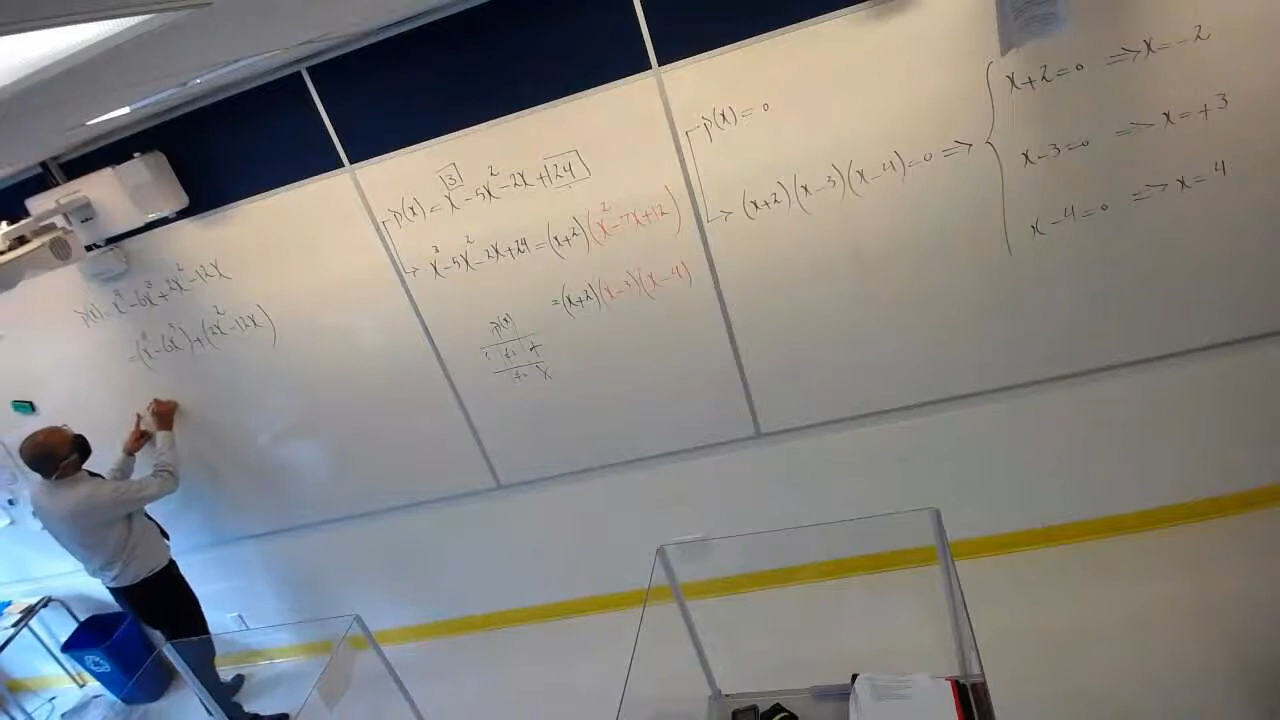 p(x) = x⁴ - 6x³ + 2x² - 12x
= (x⁴ - 6x³) + (2x² - 12x)
p(x) = x³ - 5x² - 2x + 24
x³ - 5x² - 2x + 24 = (x+2)(x² - 7x + 12)
= (x+2)(x-3)(x-4)
p(x)
p(x) = 0
(x+2)(x-3)(x-4) = 0 ⇒
x+2=0 ⇒ x=-2
x-3=0 ⇒ x=+3
x-4=0 ⇒ x=4